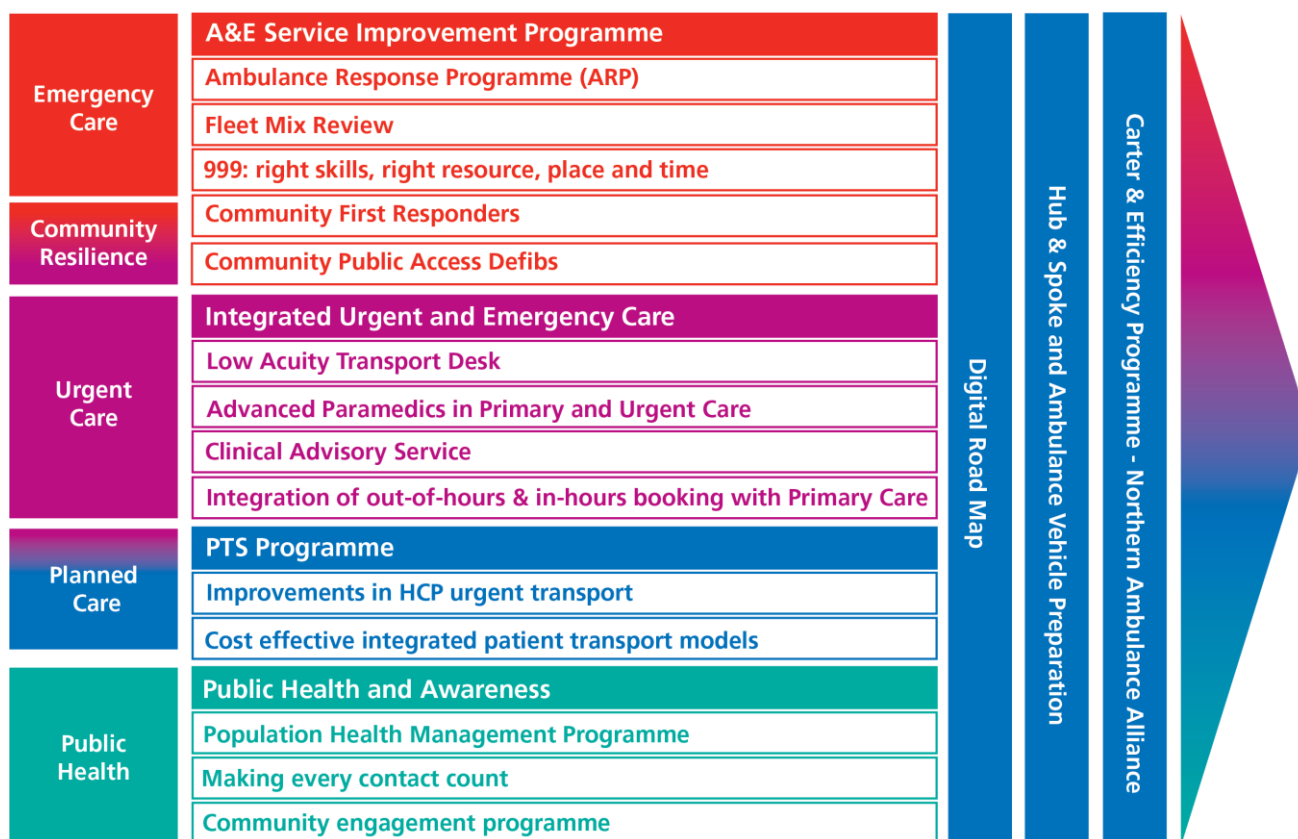 Emergency
Care
A&E Service Improvement Programme
Ambulance Response Programme (ARP)
Fleet Mix Review
999: right skills, right resource, place and time
Community
Resilience
Community First Responders
Community Public Access Defibs
Urgent
Care
Integrated Urgent and Emergency Care
Low Acuity Transport Desk
Advanced Paramedics in Primary and Urgent Care
Clinical Advisory Service
Integration of out-of-hours & in-hours booking with Primary Care
Planned
Care
PTS Programme
Improvements in HCP urgent transport
Cost effective integrated patient transport models
Public
Health
Public Health and Awareness
Population Health Management Programme
Making every contact count
Community engagement programme
Digital Road Map
Hub & Spoke and Ambulance Vehicle Preparation
Carter & Efficiency Programme - Northern Ambulance Alliance